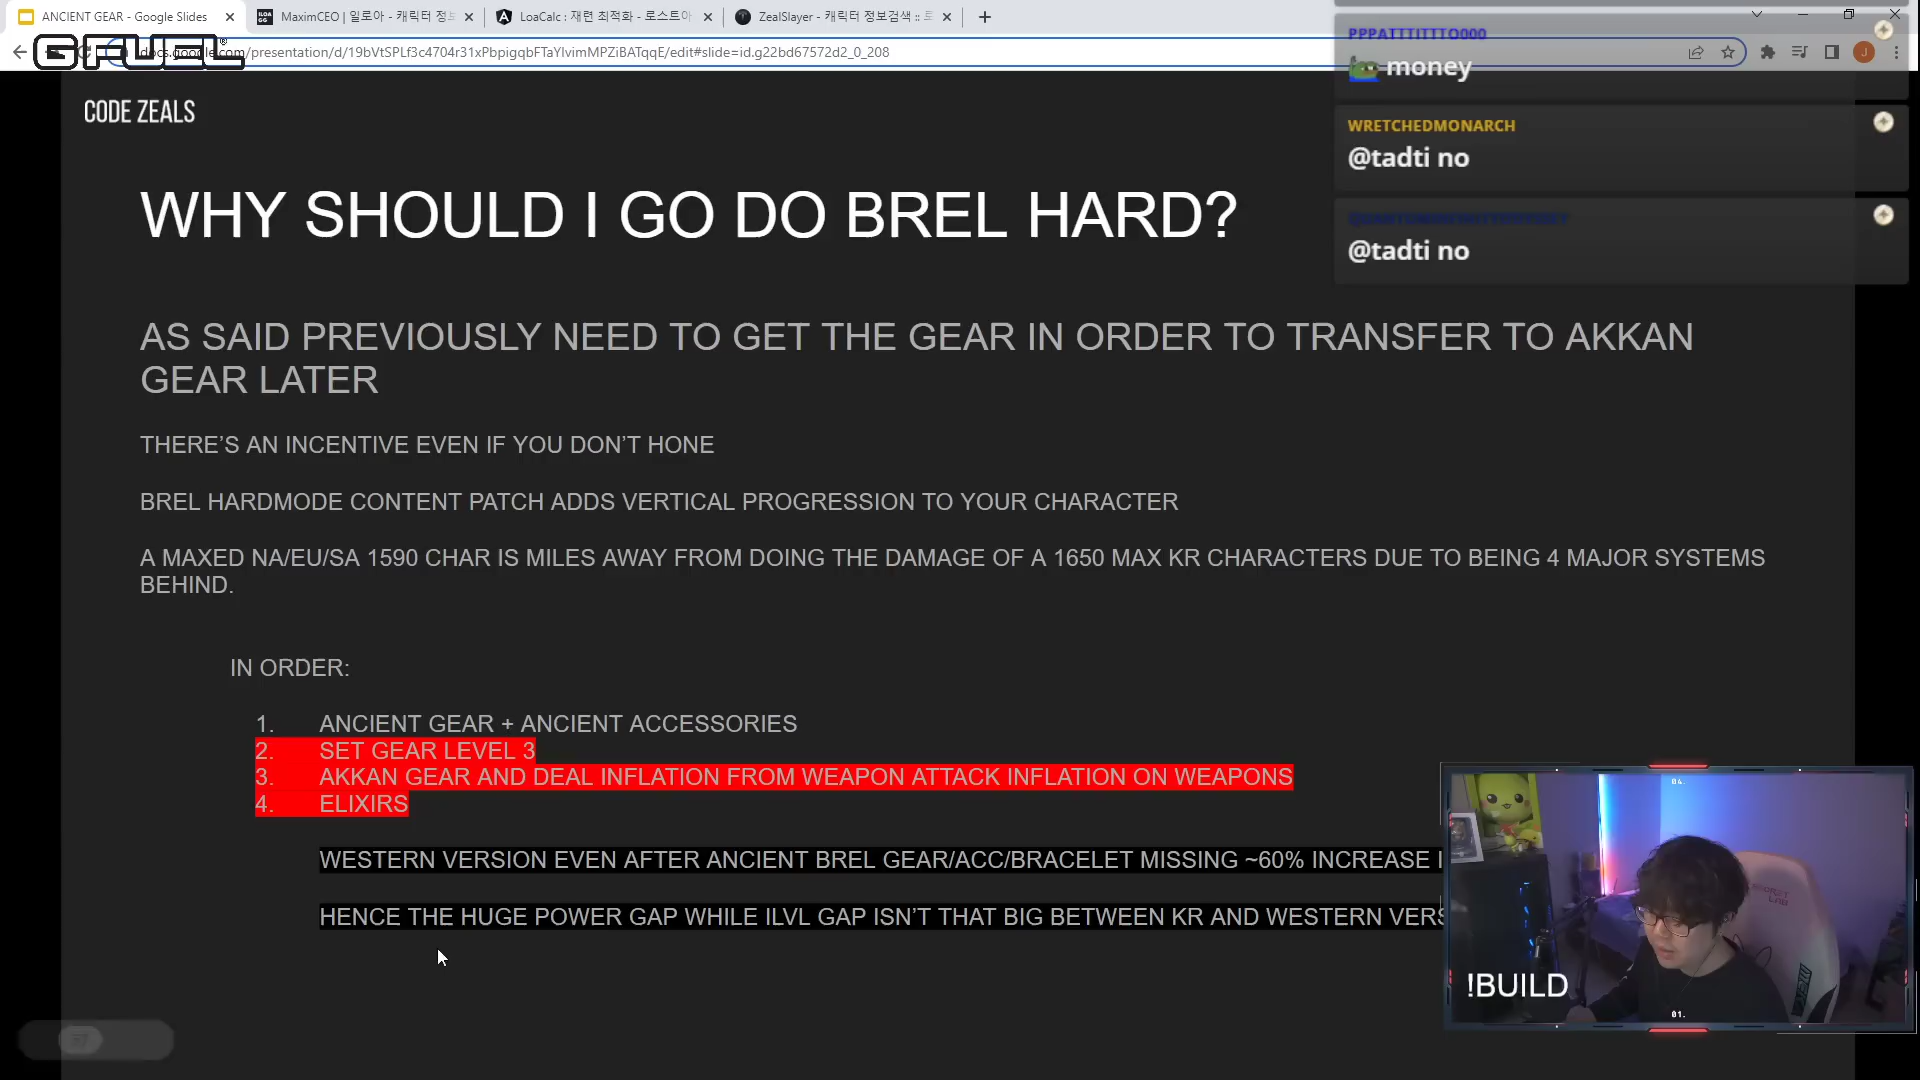 ANCIENT GEAR - Google Slides
MaximCEO | 일로아 - 캐릭터 정보
LoaCalc : 재련 최적화 - 로스트아
ZealSlayer - 캐릭터 정보검색 :: 로
GFUEL
docs.google.com/presentation/d/19bVtSPLf3c4704r31xPbpigqbFTaYlvimMPZiBATqqE/edit#slide=id.g22bd67572d2_0_208
J
PPPATTTITTTO000
money
WRETCHEDMONARCH
@tadti no
@tadti no
CODE ZEALS
WHY SHOULD I GO DO BREL HARD?
AS SAID PREVIOUSLY NEED TO GET THE GEAR IN ORDER TO TRANSFER TO AKKAN
GEAR LATER
THERE'S AN INCENTIVE EVEN IF YOU DON'T HONE
BREL HARDMODE CONTENT PATCH ADDS VERTICAL PROGRESSION TO YOUR CHARACTER
A MAXED NA/EU/SA 1590 CHAR IS MILES AWAY FROM DOING THE DAMAGE OF A 1650 MAX KR CHARACTERS DUE TO BEING 4 MAJOR SYSTEMS
BEHIND.
IN ORDER:
1. ANCIENT GEAR + ANCIENT ACCESSORIES
2. SET GEAR LEVEL 3
3. AKKAN GEAR AND DEAL INFLATION FROM WEAPON ATTACK INFLATION ON WEAPONS
4. ELIXIRS
WESTERN VERSION EVEN AFTER ANCIENT BREL GEAR/ACC/BRACELET MISSING ~60% INCREASE
HENCE THE HUGE POWER GAP WHILE ILVL GAP ISN'T THAT BIG BETWEEN KR AND WESTERN VERS
04.
!BUILD
01.